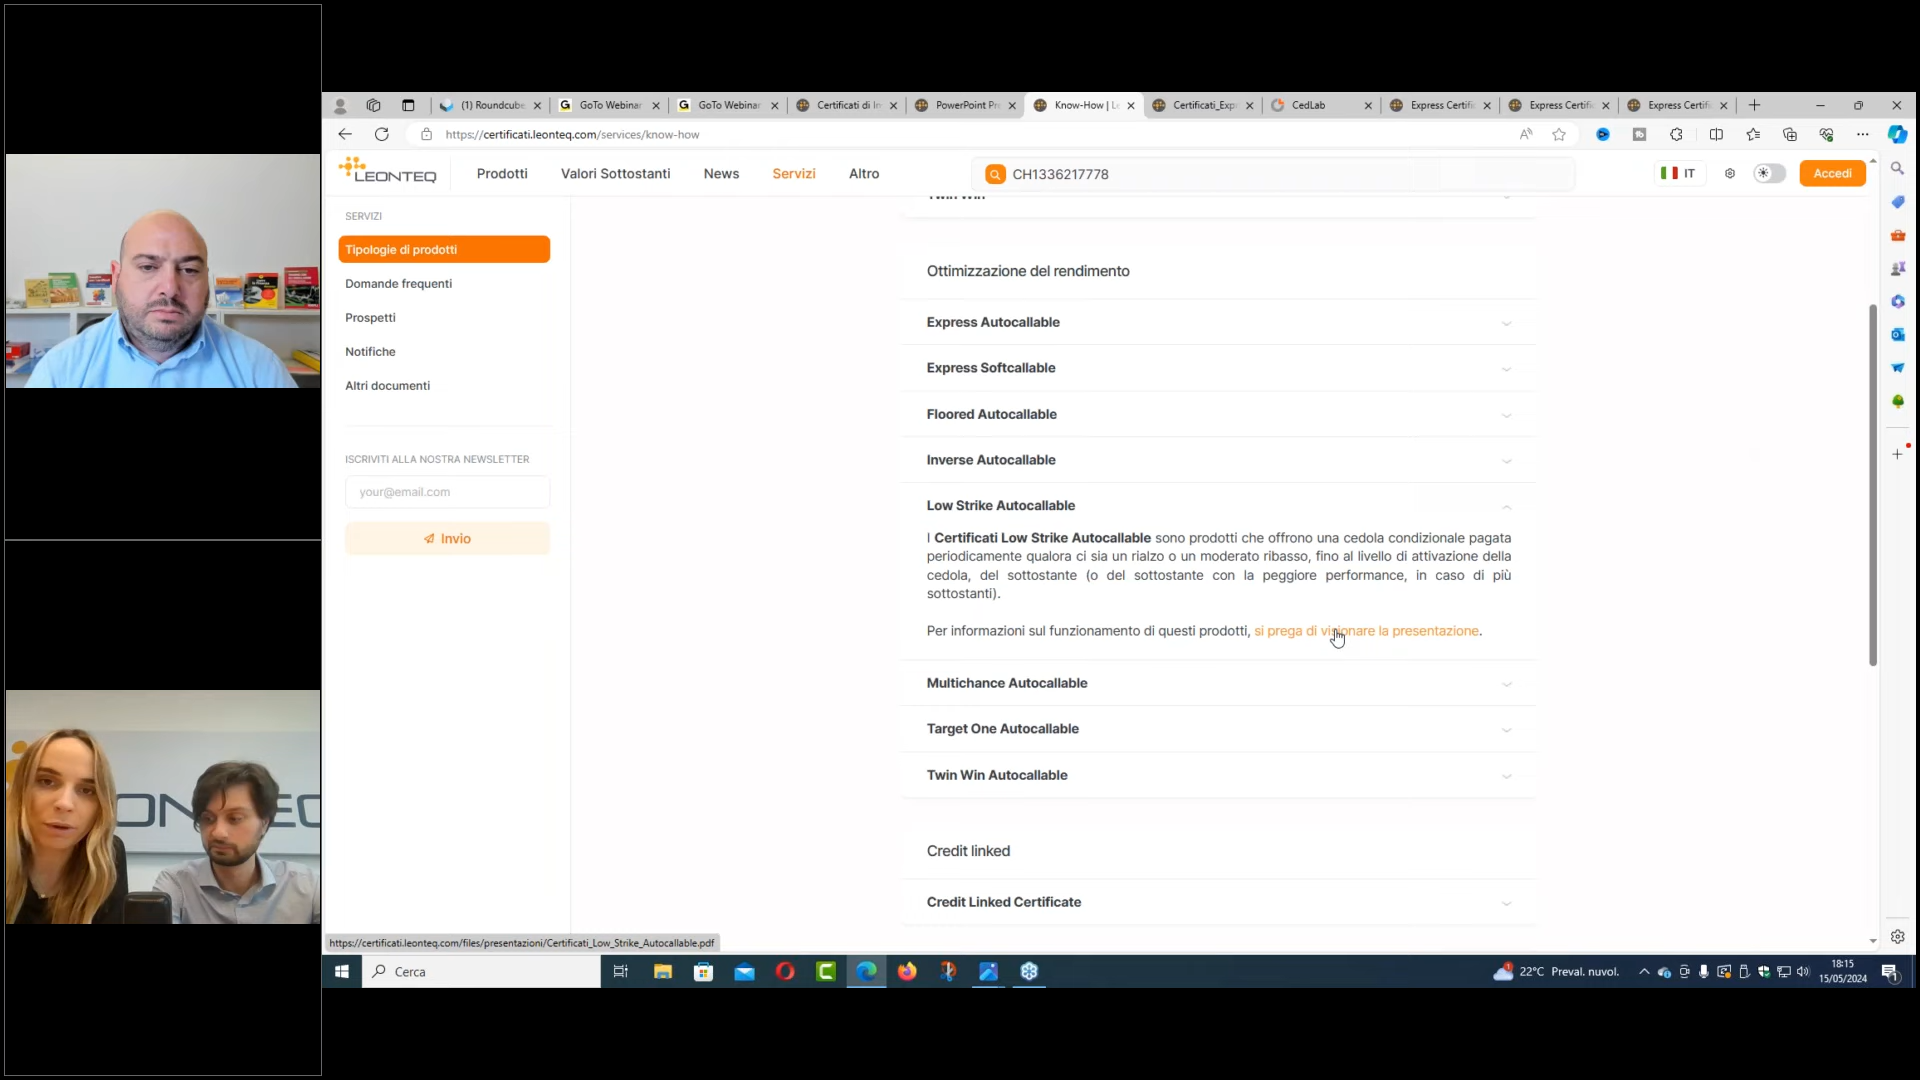 (1) Roundcube
GoTo Webinar
GoTo Webinar
Certificati di In
PowerPoint Pr
Know-How | L
Certificati_Exp
CedLab
Express Certifi
Express Certifi
Express Certifi
https://certificati.leonteq.com/services/know-how
LEONTEQ
Prodotti
Valori Sottostanti
News
Servizi
Altro
CH1336217778
IT
Accedi
SERVIZI
Tipologie di prodotti
Domande frequenti
Prospetti
Notifiche
Altri documenti
ISCRIVITI ALLA NOSTRA NEWSLETTER
your@email.com
Invio
Twin Win
Ottimizzazione del rendimento
Express Autocallable
Express Softcallable
Floored Autocallable
Inverse Autocallable
Low Strike Autocallable
I Certificati Low Strike Autocallable sono prodotti che offrono una cedola condizionale pagata
periodicamente qualora ci sia un rialzo o un moderato ribasso, fino al livello di attivazione della
cedola, del sottostante (o del sottostante con la peggiore performance, in caso di più
sottostanti).
Per informazioni sul funzionamento di questi prodotti, si prega di visionare la presentazione.
Multichance Autocallable
Target One Autocallable
Twin Win Autocallable
Credit linked
Credit Linked Certificate
https://certificati.leonteq.com/files/presentazioni/Certificati_Low_Strike_Autocallable.pdf
Cerca
22°C Preval. nuvol.
18:15
15/05/2024